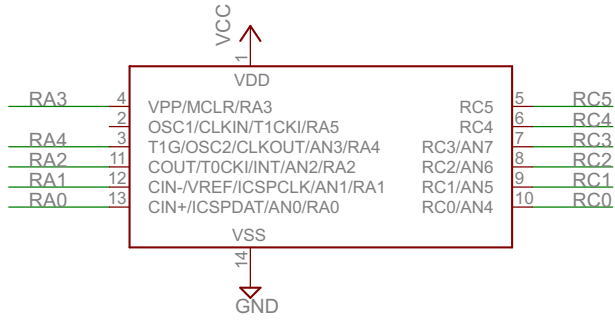 VCC
1
VDD
RA3 4 VPP/MCLR/RA3 RC5 5 RC5
2 OSC1/CLKIN/T1CKI/RA5 RC4 6 RC4
RA4 3 T1G/OSC2/CLKOUT/AN3/RA4 RC3/AN7 7 RC3
RA2 11 COUT/T0CKI/INT/AN2/RA2 RC2/AN6 8 RC2
RA1 12 CIN-/VREF/ICSPCLK/AN1/RA1 RC1/AN5 9 RC1
RA0 13 CIN+/ICSPDAT/AN0/RA0 RC0/AN4 10 RC0
VSS
14
GND